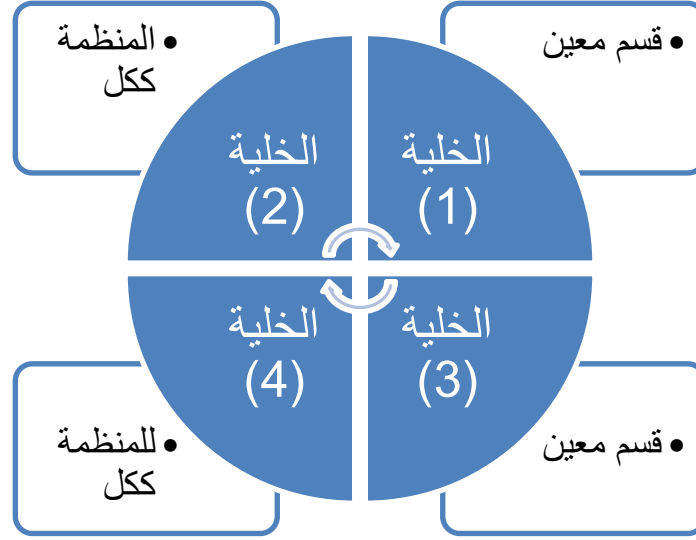 • قسم معين
• المنظمة
ككل
الخلية
(1)
الخلية
(2)
الخلية
(3)
الخلية
(4)
• قسم معين
• للمنظمة
ككل